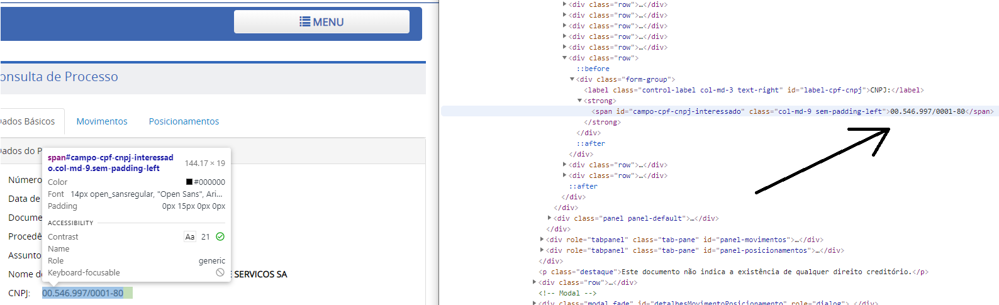 MENU
onsulta de Processo
Dados Básicos
Movimentos
Posicionamentos
Dados do P
span#campo-cpf-cnpj-interessad
o.col-md-9.sem-padding-left
144.17 × 19
Color
#000000
Font
14px open_sansregular, "Open Sans", Ari...
Padding
0px 15px 0px 0px
ACCESSIBILITY
Contrast
Aa 21
Name
Role
generic
Keyboard-focusable
Número
Data de
Docume
Procedê
Assunto
Nome de
E SERVICOS SA
CNPJ:
00.546.997/0001-80
<div class="row">…</div>
<div class="row">…</div>
<div class="row">…</div>
<div class="row">…</div>
<div class="row">…</div>
<div class="row">
::before
<div class="form-group">
<label class="control-label col-md-3 text-right" id="label-cpf-cnpj">CNPJ:</label>
<strong>
<span id="campo-cpf-cnpj-interessado" class="col-md-9 sem-padding-left">00.546.997/0001-80</span>
</strong>
</div>
::after
</div>
<div class="row">…</div>
<div class="row">…</div>
::after
</div>
</div>
<div class="panel panel-default">…</div>
</div>
<div role="tabpanel" class="tab-pane" id="panel-movimentos">…</div>
<div role="tabpanel" class="tab-pane" id="panel-posicionamentos">…</div>
</div>
<p class="destaque">Este documento não indica a existência de qualquer direito creditório.</p>
<div class="row">…</div>
<!-- Modal -->
<div class="modal fade" id="detalhesMovimentoPosicionamento" role="dialog">…</div>